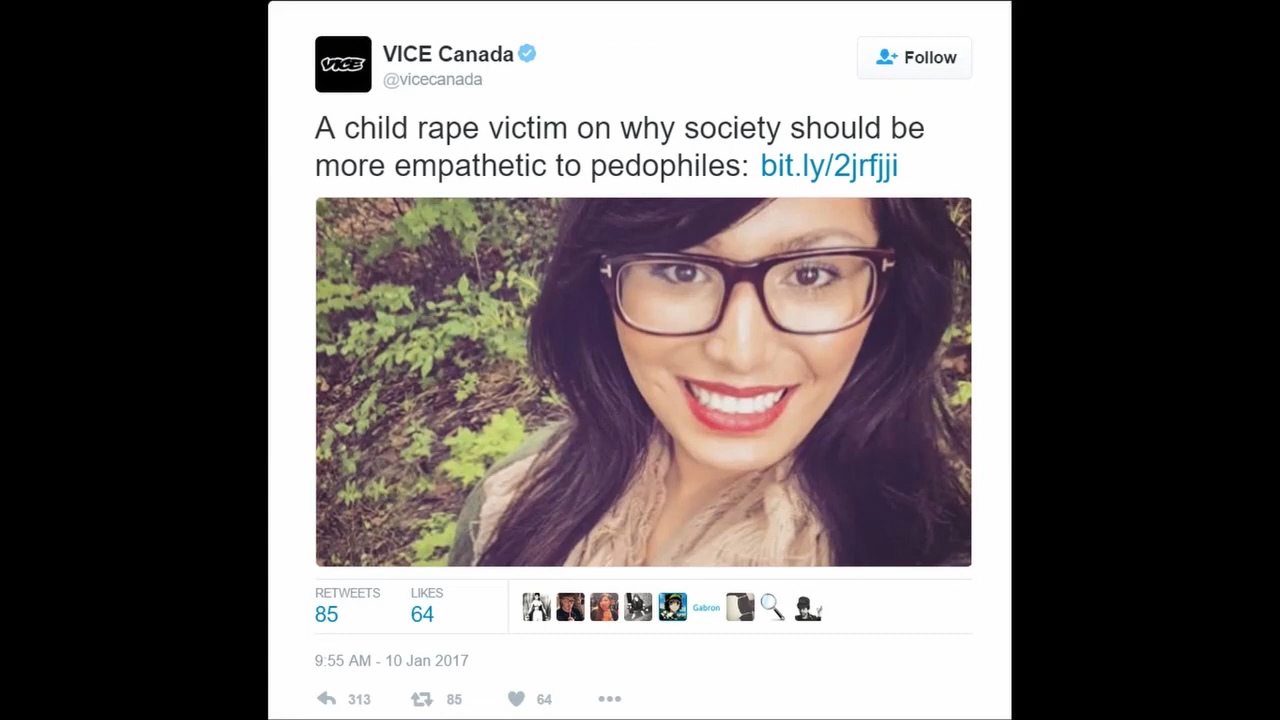 VICE
VICE Canada
@vicecanada
Follow
A child rape victim on why society should be
more empathetic to pedophiles: bit.ly/2jrfjji
RETWEETS LIKES
85 64
Gabron
9:55 AM - 10 Jan 2017
313 85 64